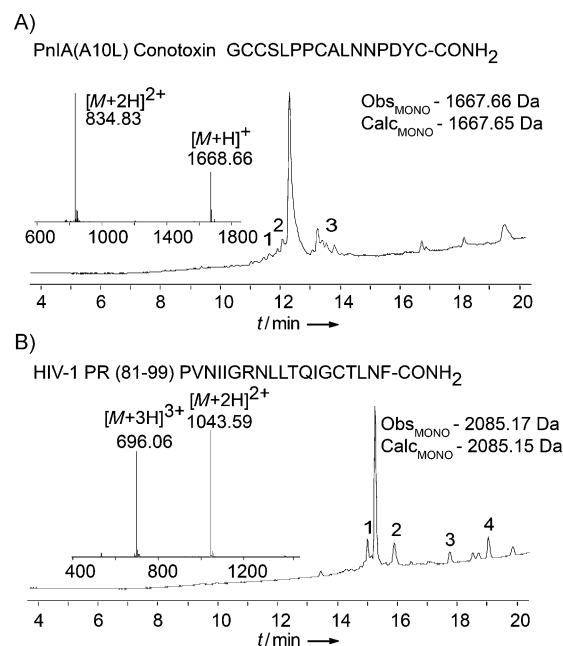 A)
PnIA(A10L) Conotoxin GCCSLPPCALNNPDYC-CONH2
[M+2H]2+
834.83
[M+H]+
1668.66
ObsMONO - 1667.66 Da
CalcMONO - 1667.65 Da
1 2 3
600 1000 1400 1800
4 6 8 10 12 14 16 18 20
t/min
B)
HIV-1 PR (81-99) PVNIIGRNLLTQIGCTLNF-CONH2
[M+3H]3+
696.06
[M+2H]2+
1043.59
ObsMONO - 2085.17 Da
CalcMONO - 2085.15 Da
1 2 3 4
400 800 1200
4 6 8 10 12 14 16 18 20
t/min